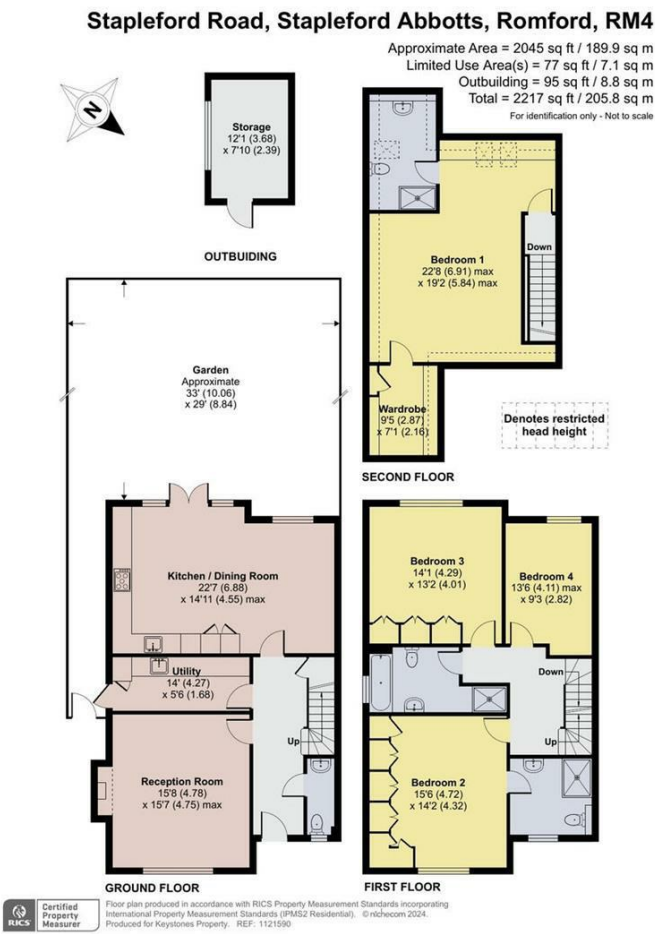 Stapleford Road, Stapleford Abbotts, Romford, RM4
Approximate Area = 2045 sq ft / 189.9 sq m
Limited Use Area(s) = 77 sq ft / 7.1 sq m
Outbuilding = 95 sq ft / 8.8 sq m
Total = 2217 sq ft / 205.8 sq m
For identification only - Not to scale
N
Storage
12'1 (3.68)
x 7'10 (2.39)
OUTBUIDING
Down
Bedroom 1
22'8 (6.91) max
x 19'2 (5.84) max
Wardrobe
9'5 (2.87)
x 7'1 (2.16)
Denotes restricted
head height
SECOND FLOOR
Garden
Approximate
33' (10.06)
x 29' (8.84)
Kitchen / Dining Room
22'7 (6.88)
x 14'11 (4.55) max
Utility
14' (4.27)
x 5'6 (1.68)
Up
Reception Room
15'8 (4.78)
x 15'7 (4.75) max
GROUND FLOOR
Bedroom 3
14'1 (4.29)
x 13'2 (4.01)
Bedroom 4
13'6 (4.11) max
x 9'3 (2.82)
Down
Up
Bedroom 2
15'6 (4.72)
x 14'2 (4.32)
FIRST FLOOR
RICS
Certified
Property
Measurer
Floor plan produced in accordance with RICS Property Measurement Standards incorporating
International Property Measurement Standards (IPMS2 Residential). © nichecom 2024.
Produced for Keystones Property. REF: 1121590